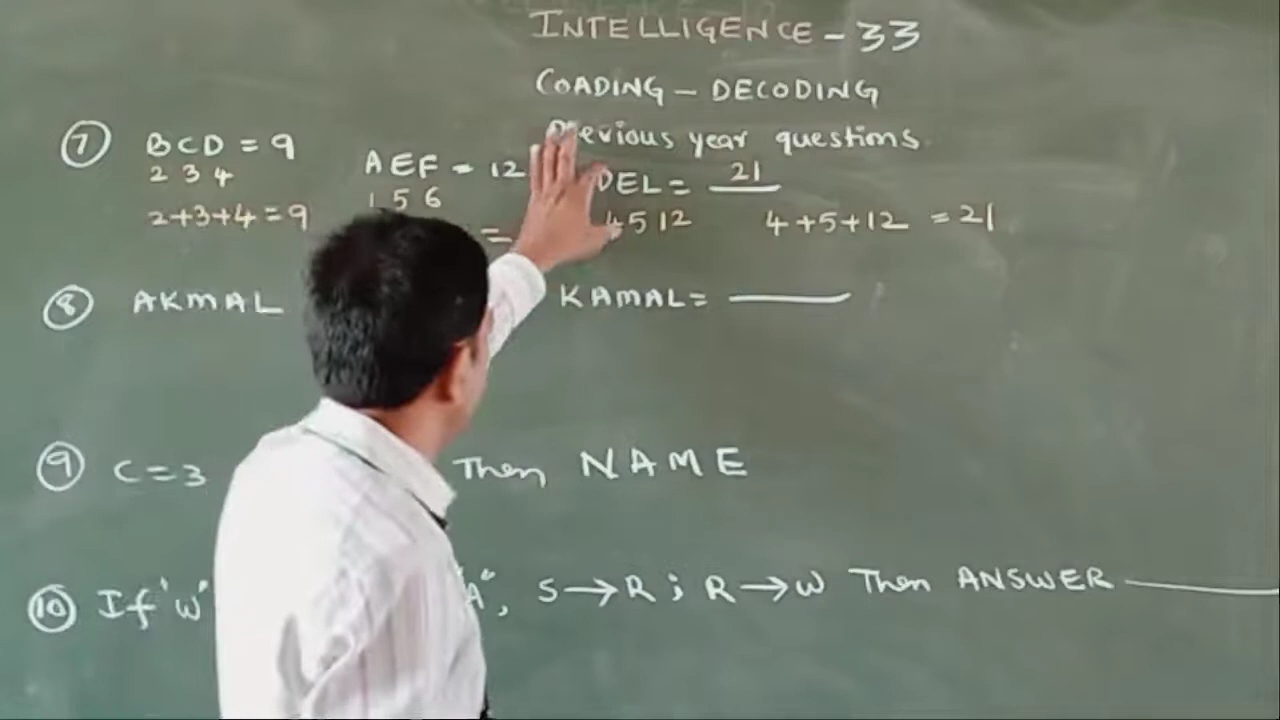 INTELLIGENCE - 33
COADING - DECODING
Previous year questions.
7 BCD = 9 AEF = 12 DEL = 21
2 3 4 1 5 6 4 5 12 4+5+12 = 21
2+3+4=9 =
8 AKMAL KAMAL = ———
9 C=3 Then NAME
10 If "W" "A", S→R; R→W Then ANSWER ———